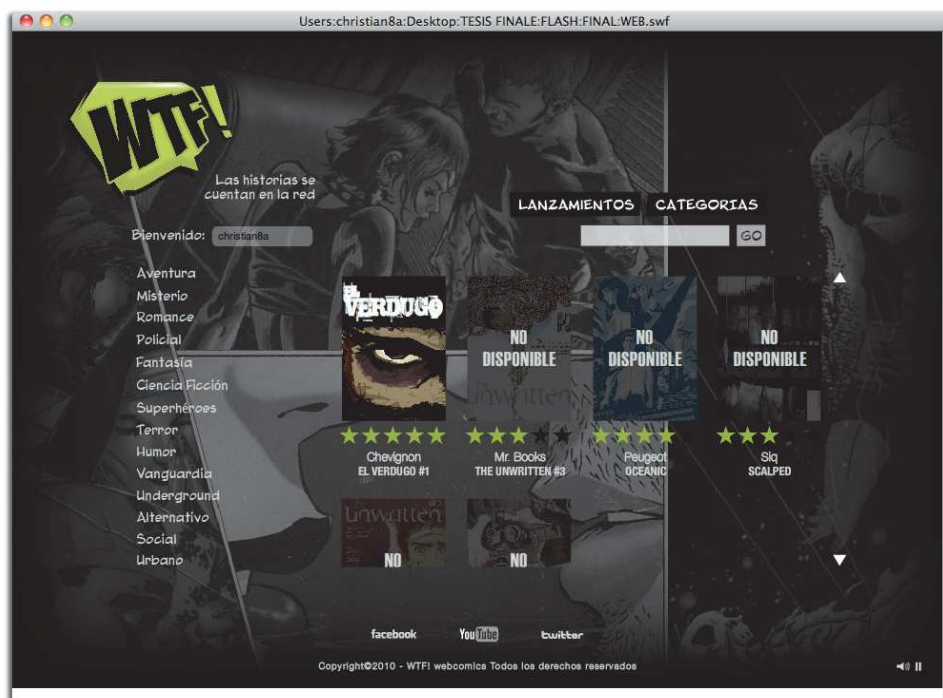 Users:christian8a:Desktop:TESIS FINALE:FLASH:FINAL:WEB.swf
WTF!
Las historias se
cuentan en la red
LANZAMIENTOS CATEGORIAS
Bienvenido: christian8a
GO
Aventura
Misterio
Romance
Policial
Fantasía
Ciencia Ficción
Superhéroes
Terror
Humor
Vanguardia
Underground
Alternativo
Social
Urbano
EL VERDUGO
NO
DISPONIBLE
unwritten
NO
DISPONIBLE
NO
DISPONIBLE
Chevignon
EL VERDUGO #1
Mr. Books
THE UNWRITTEN #3
Peugeot
OCEANIC
Slq
SCALPED
Unwritten
NO
NO
facebook YouTube twitter
Copyright©2010 - WTF! webcomics Todos los derechos reservados